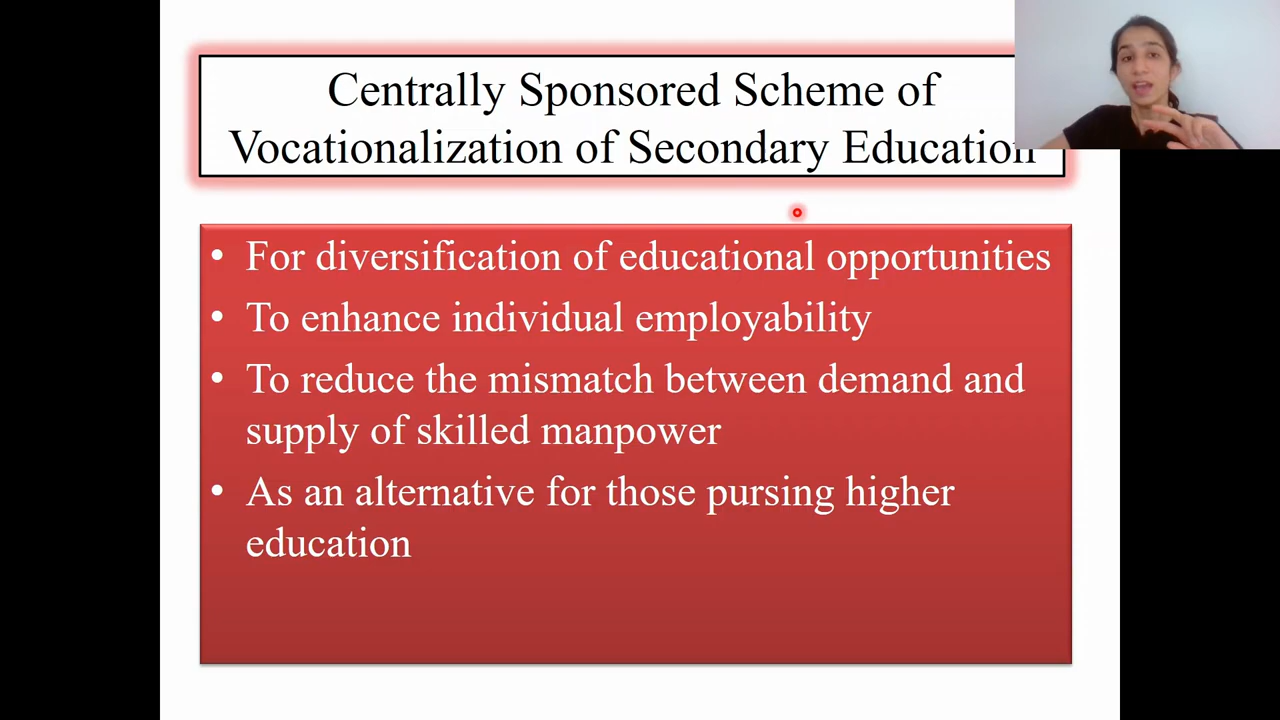 Centrally Sponsored Scheme of
Vocationalization of Secondary Education
• For diversification of educational opportunities
• To enhance individual employability
• To reduce the mismatch between demand and
supply of skilled manpower
• As an alternative for those pursing higher
education